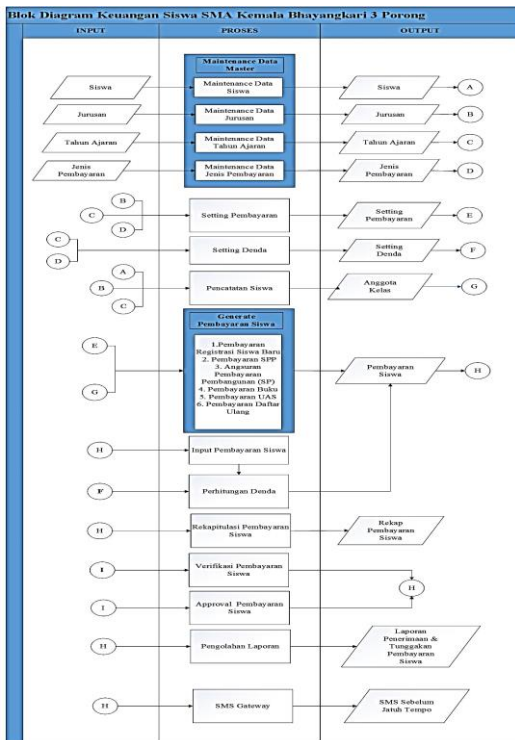 Blok Diagram Keuangan Siswa SMA Kemala Bhayangkari 3 Porong
INPUT
PROSES
OUTPUT
Maintenance Data
Master
Siswa
Maintenance Data
Siswa
Siswa
A
Jurusan
Maintenance Data
Jurusan
Jurusan
B
Tahun Ajaran
Maintenance Data
Tahun Ajaran
Tahun Ajaran
C
Jenis
Pembayaran
Maintenance Data
Jenis Pembayaran
Jenis
Pembayaran
D
B
C
D
Setting Pembayaran
Setting
Pembayaran
E
C
D
Setting Denda
Setting
Denda
F
A
B
C
Pencatatan Siswa
Anggota
Kelas
G
Generate
Pembayaran Siswa
E
G
1.Pembayaran
Registrasi Siswa Baru
2. Pembayaran SPP
3. Angsuran
Pembayaran
Pembangunan (SP)
4. Pembayaran Buku
5. Pembayaran UAS
6. Pembayaran Daftar
Ulang
Pembayaran
Siswa
H
H
Input Pembayaran Siswa
F
Perhitungan Denda
H
Rekapitulasi Pembayaran
Siswa
Rekap
Pembayaran
Siswa
I
Verifikasi Pembayaran
Siswa
H
I
Approval Pembayaran
Siswa
H
Pengolahan Laporan
Laporan
Penerimaan &
Tunggakan
Pembayaran
Siswa
H
SMS Gateway
SMS Sebelum
Jatuh Tempo